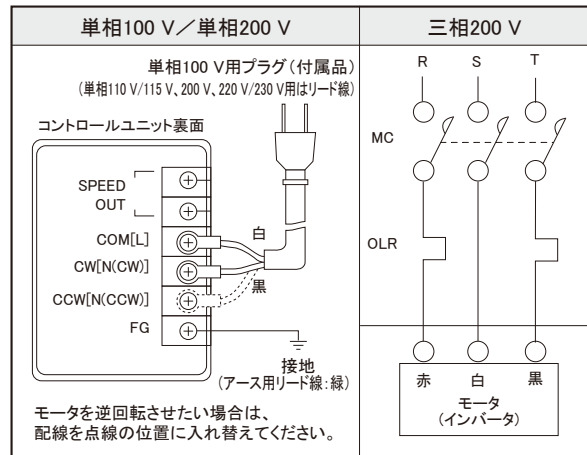 単相100 V／単相200 V
単相100 V用プラグ（付属品）
（単相110 V/115 V、200 V、220 V/230 V用はリード線）
コントロールユニット裏面
SPEED
OUT
COM[L]
CW[N(CW)]
CCW[N(CCW)]
FG
白
黒
接地
（アース用リード線：緑）
モータを逆回転させたい場合は、
配線を点線の位置に入れ替えてください。
三相200 V
R S T
MC
OLR
赤 白 黒
モータ
（インバータ）